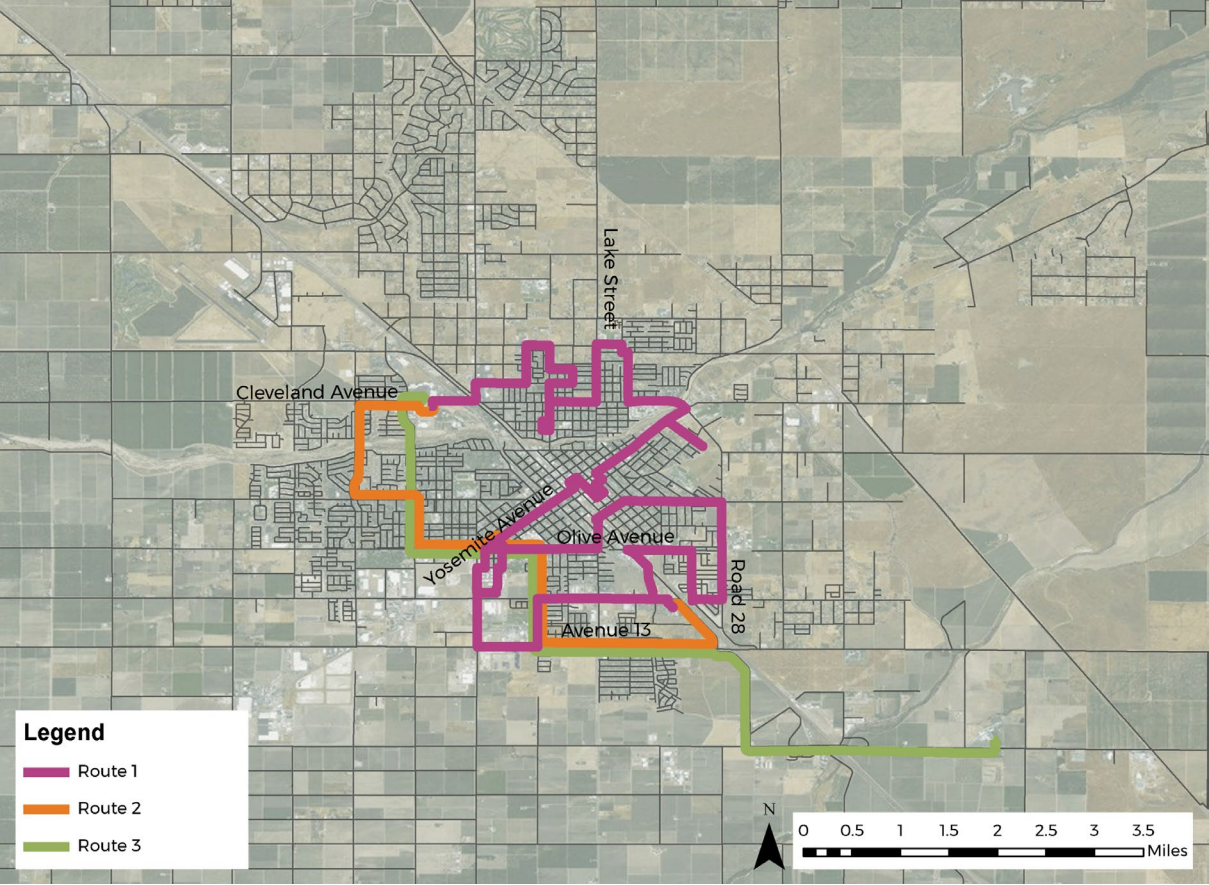 Lake Street
Cleveland Avenue
Yosemite Avenue
Olive Avenue
Road 28
Avenue 13
Legend
Route 1
Route 2
Route 3
N
0 0.5 1 1.5 2 2.5 3 3.5
Miles